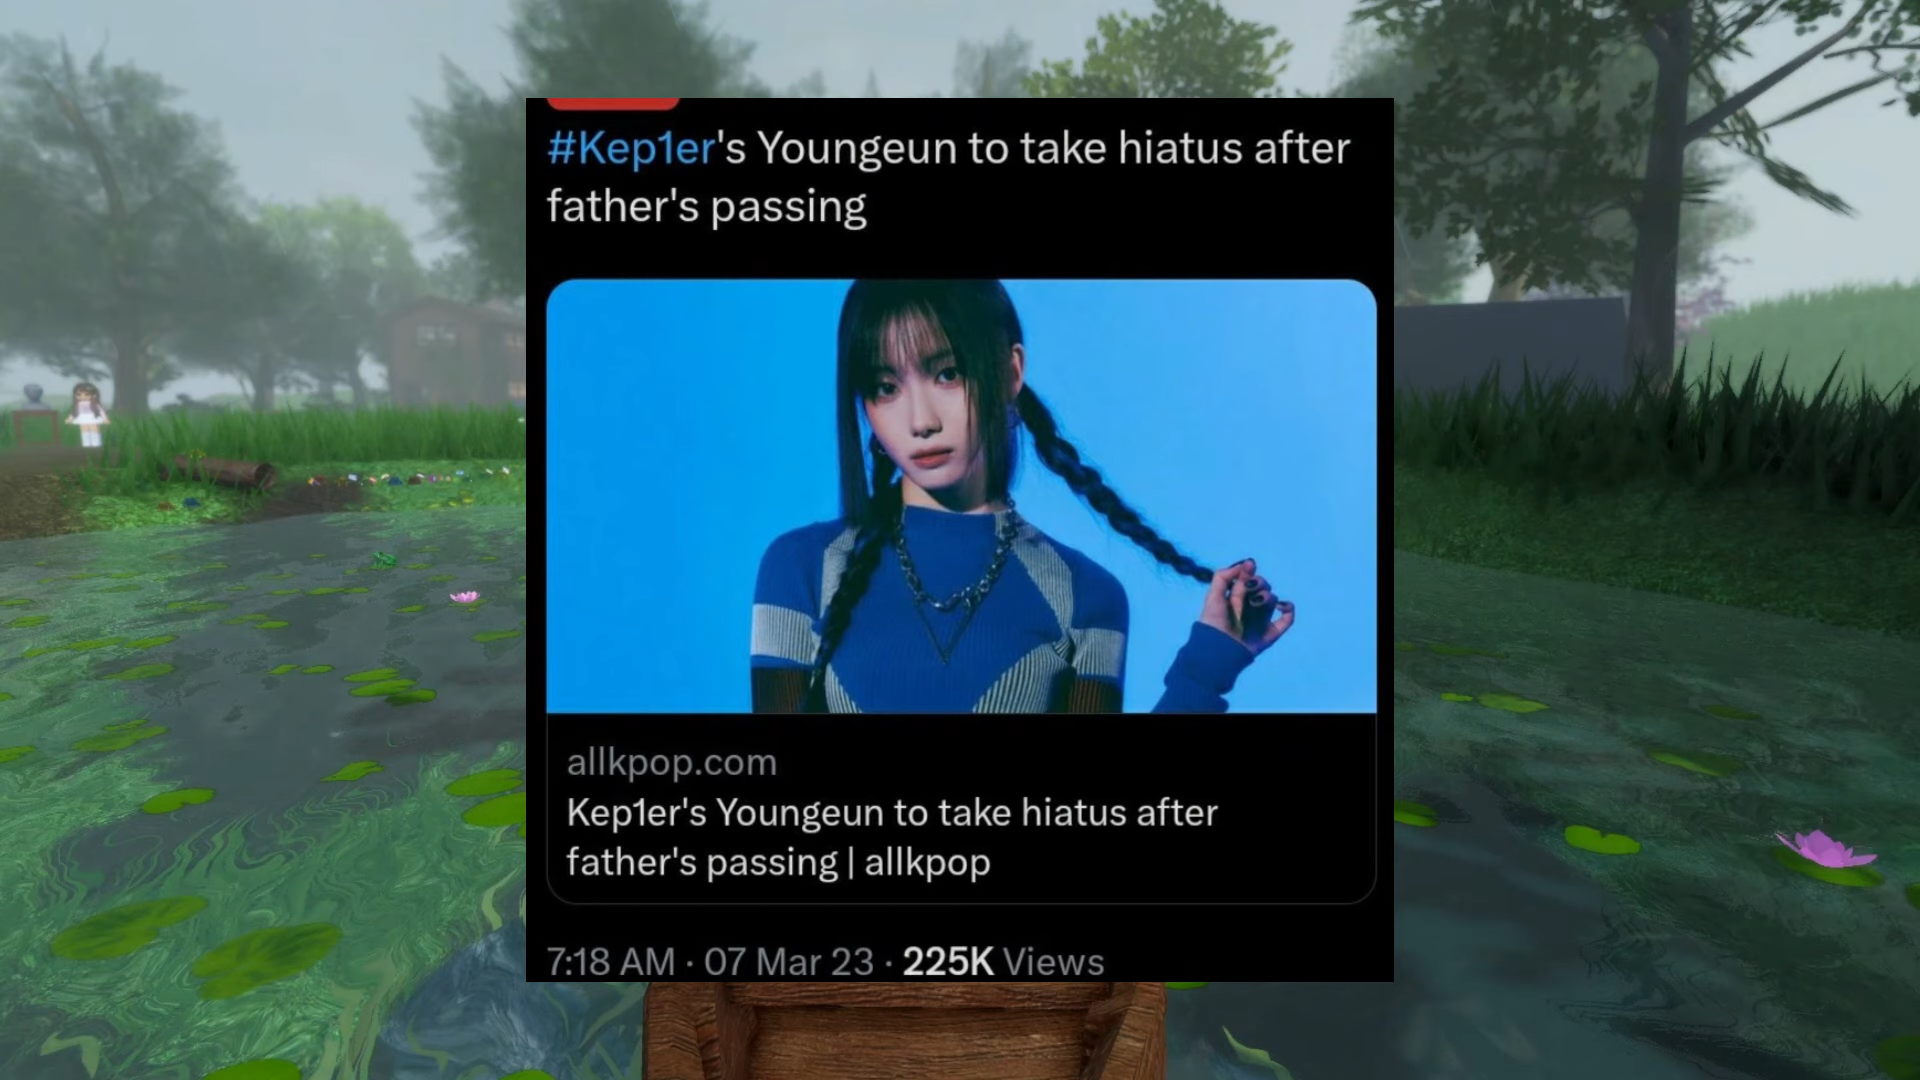 #Kep1er's Youngeun to take hiatus after
father's passing
allkpop.com
Kep1er's Youngeun to take hiatus after
father's passing | allkpop
7:18 AM · 07 Mar 23 · 225K Views